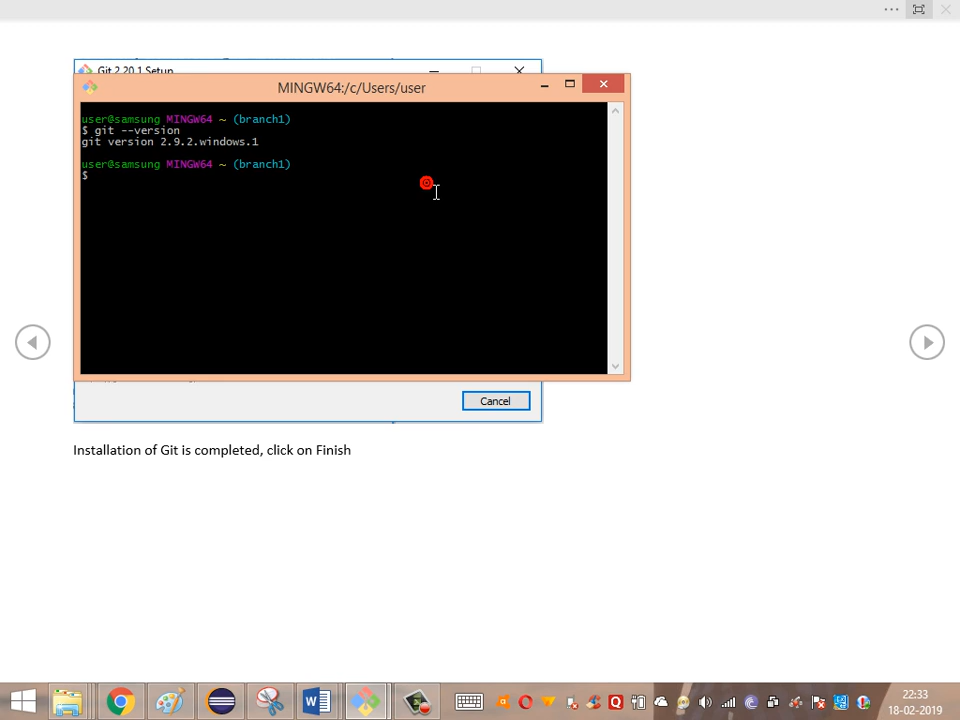 Git 2.20.1 Setup
MINGW64:/c/Users/user
user@samsung MINGW64 ~ (branch1)
$ git --version
git version 2.9.2.windows.1
user@samsung MINGW64 ~ (branch1)
$
Cancel
Installation of Git is completed, click on Finish
22:33
18-02-2019